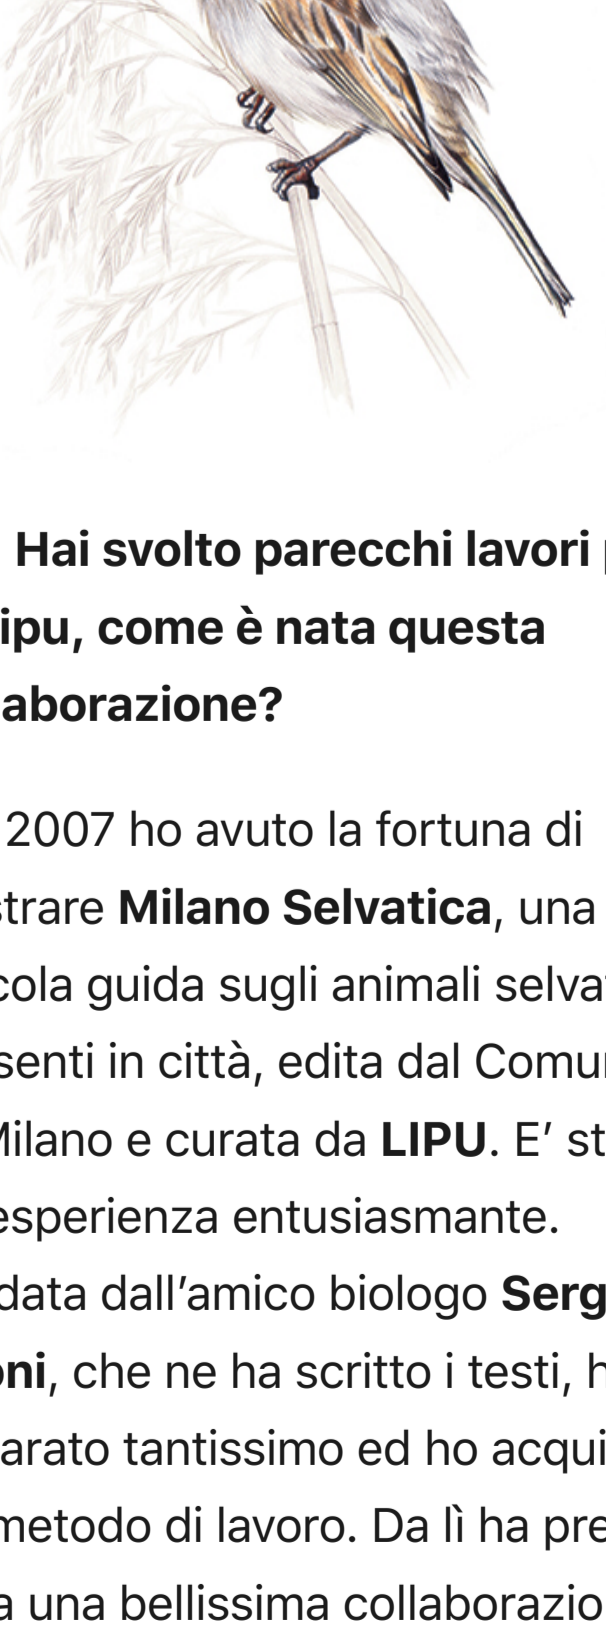 Hai svolto parecchi lavori
ipu, come è nata questa
aborazione?
2007 ho avuto la fortuna di
strare Milano Selvatica, una
cola guida sugli animali selva
senti in città, edita dal Comu
Milano e curata da LIPU. E’ st
esperienza entusiasmante.
data dall’amico biologo Serg
oni, che ne ha scritto i testi, h
arato tantissimo ed ho acqui
metodo di lavoro. Da lì ha pre
a una bellissima collaborazio